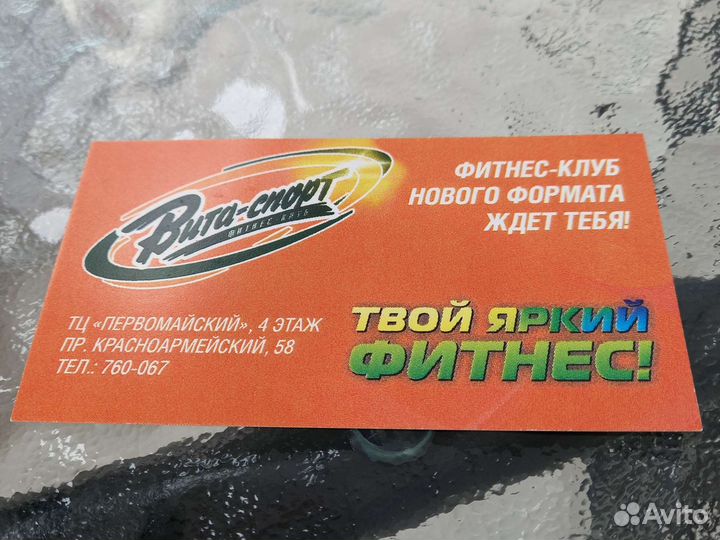 Вита-спорт
ФИТНЕС КЛУБ
ФИТНЕС-КЛУБ
НОВОГО ФОРМАТА
ЖДЕТ ТЕБЯ!
ТЦ «ПЕРВОМАЙСКИЙ», 4 ЭТАЖ
ПР. КРАСНОАРМЕЙСКИЙ, 58
ТЕЛ.: 760-067
ТВОЙ ЯРКИЙ
ФИТНЕС!
Avito